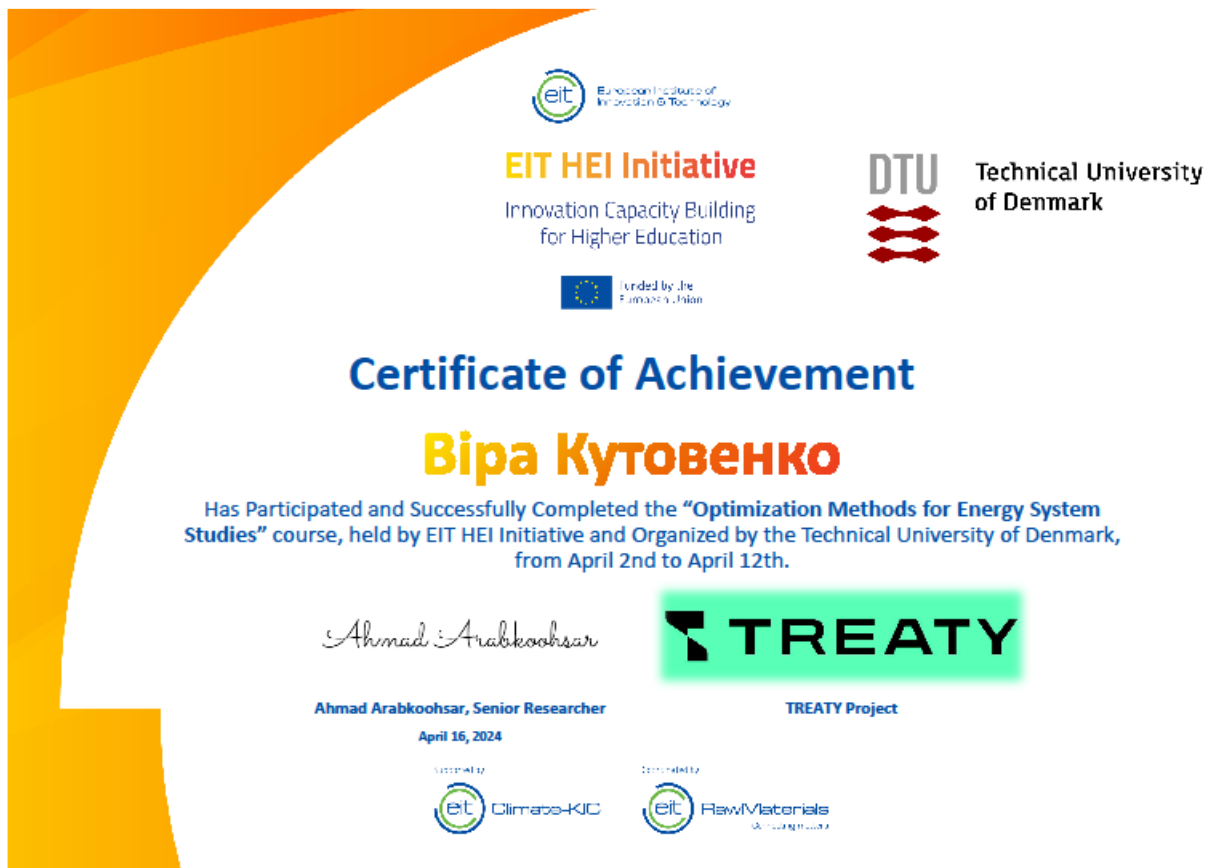 eit European Institute of
Innovation & Technology
EIT HEI Initiative
Innovation Capacity Building
for Higher Education
DTU
Technical University
of Denmark
Funded by the
European Union
Certificate of Achievement
Віра Кутовенко
Has Participated and Successfully Completed the “Optimization Methods for Energy System
Studies” course, held by EIT HEI Initiative and Organized by the Technical University of Denmark,
from April 2nd to April 12th.
Ahmad Arabkoohsar
TREATY
Ahmad Arabkoohsar, Senior Researcher
TREATY Project
April 16, 2024
Supported by
eit Climate-KIC
eit RawMaterials